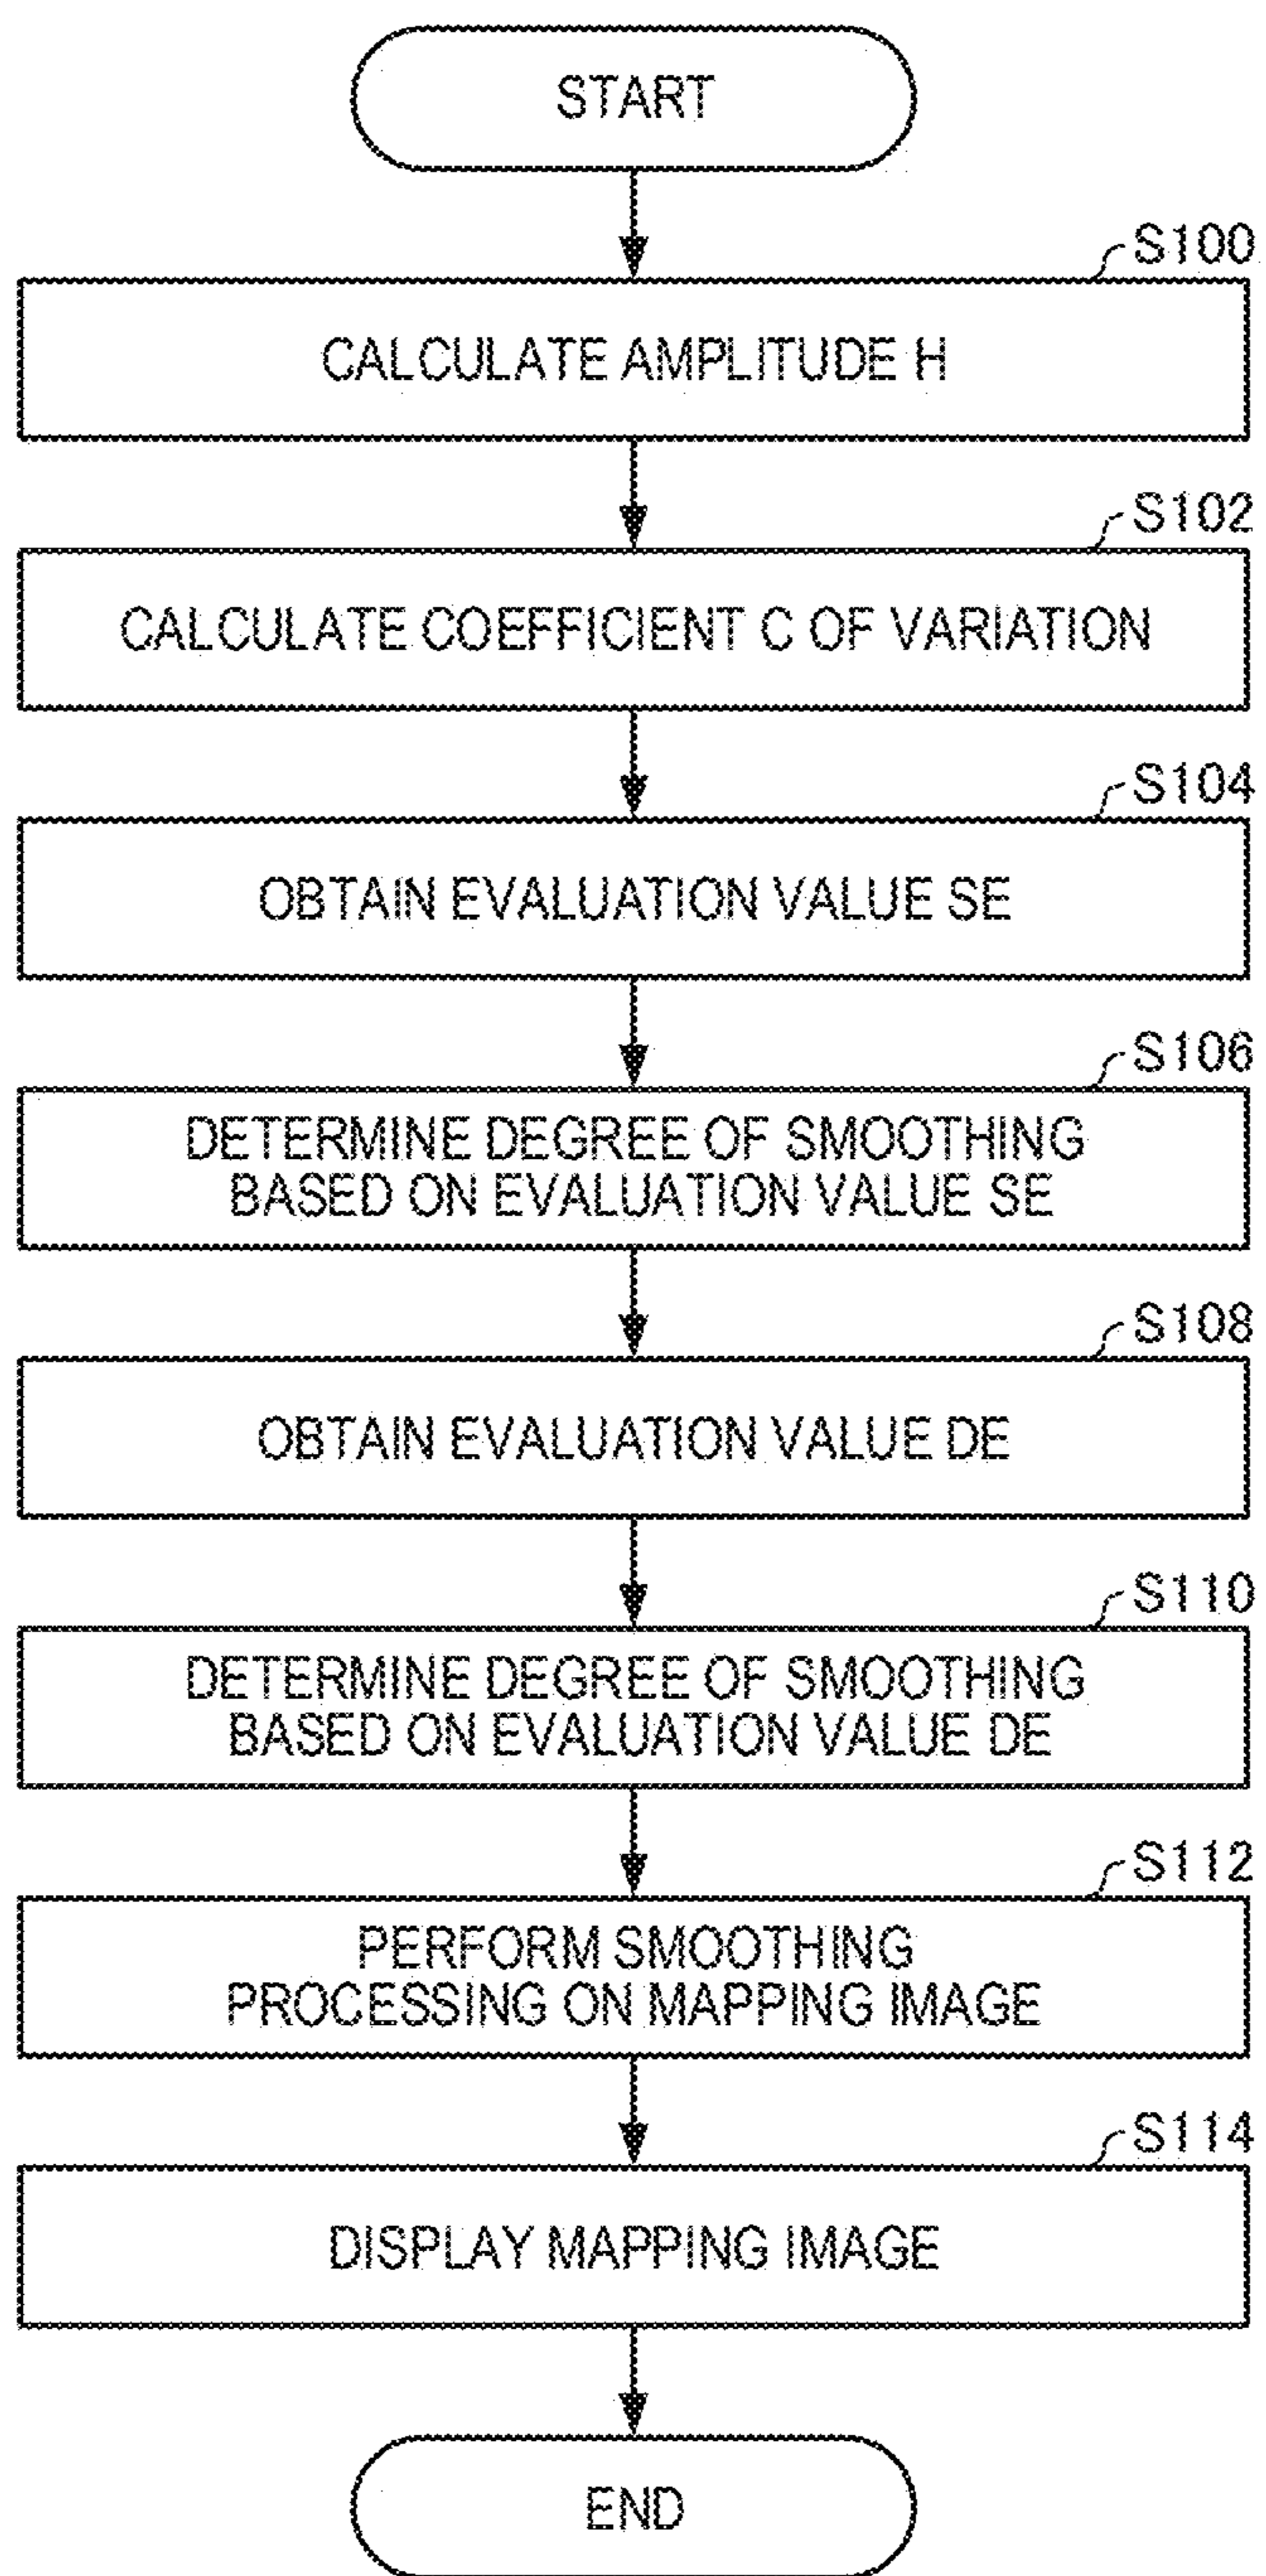 START
S100
CALCULATE AMPLITUDE H
S102
CALCULATE COEFFICIENT C OF VARIATION
S104
OBTAIN EVALUATION VALUE SE
S106
DETERMINE DEGREE OF SMOOTHING
BASED ON EVALUATION VALUE SE
S108
OBTAIN EVALUATION VALUE DE
S110
DETERMINE DEGREE OF SMOOTHING
BASED ON EVALUATION VALUE DE
S112
PERFORM SMOOTHING
PROCESSING ON MAPPING IMAGE
S114
DISPLAY MAPPING IMAGE
END